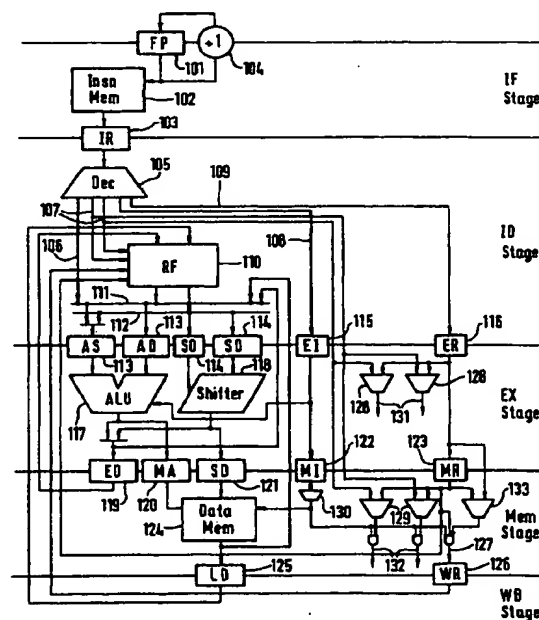 FP
+1
101
104
Insn
Mem
102
IF
Stage
IR
103
Dec
105
109
107
106
108
ID
Stage
RF
110
111
112
113
114
115
116
AS
AO
SO
SO
EI
ER
113
114
118
ALU
Shifter
117
128
128
131
EX
Stage
122
123
EO
MA
SD
MI
MR
119
120
121
130
133
124
Data
Mem
129
Mem
Stage
127
132
LD
125
WR
126
WB
Stage